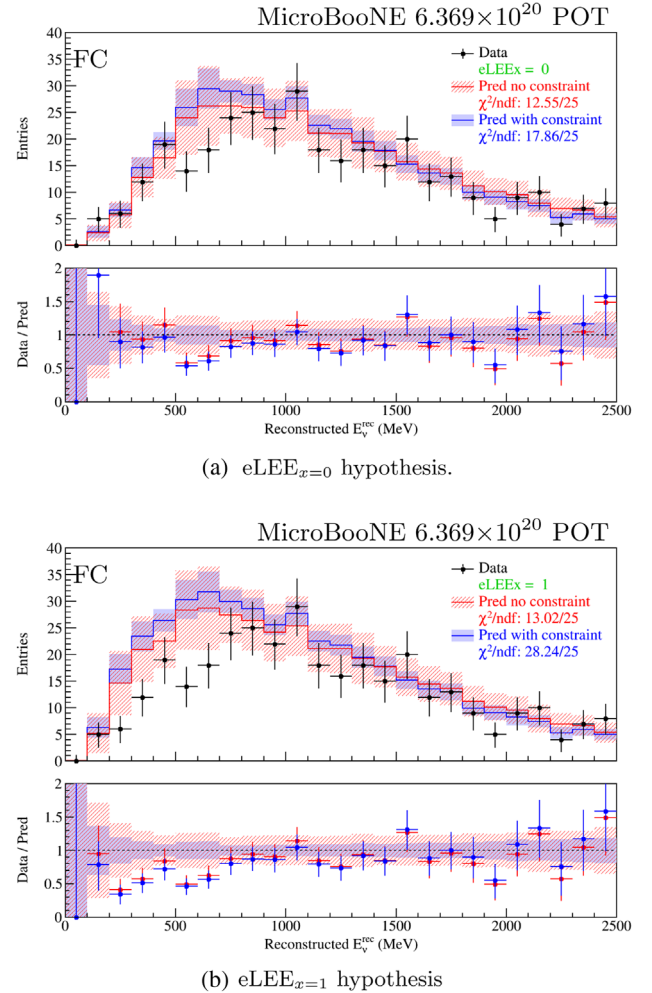 MicroBooNE 6.369×10²⁰ POT
FC
Data
eLEEx = 0
Pred no constraint
χ²/ndf: 12.55/25
Pred with constraint
χ²/ndf: 17.86/25
Entries
40
35
30
25
20
15
10
5
0
Data / Pred
2
1.5
1
0.5
0
0 500 1000 1500 2000 2500
Reconstructed E_ν^rec (MeV)
(a) eLEEₓ₌₀ hypothesis.
MicroBooNE 6.369×10²⁰ POT
FC
Data
eLEEx = 1
Pred no constraint
χ²/ndf: 13.02/25
Pred with constraint
χ²/ndf: 28.24/25
Entries
40
35
30
25
20
15
10
5
0
Data / Pred
2
1.5
1
0.5
0
0 500 1000 1500 2000 2500
Reconstructed E_ν^rec (MeV)
(b) eLEEₓ₌₁ hypothesis